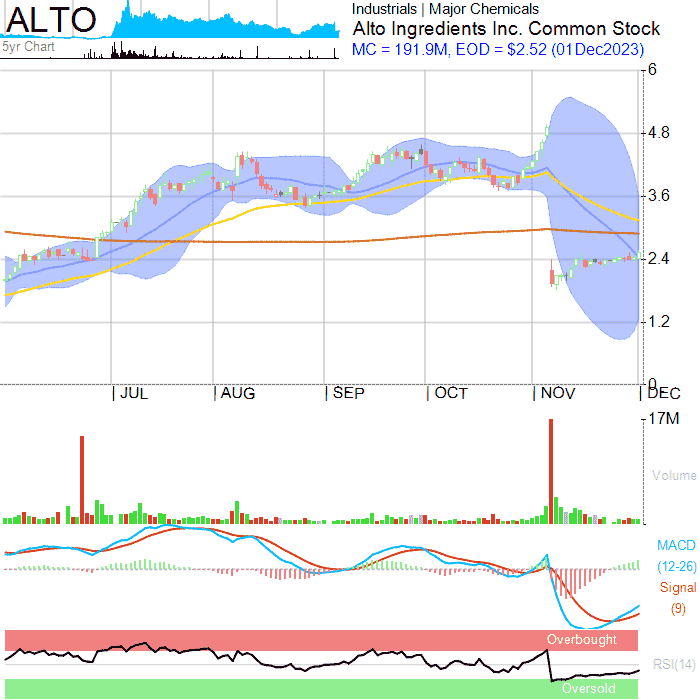 ALTO
5yr Chart
Industrials | Major Chemicals
Alto Ingredients Inc. Common Stock
MC = 191.9M, EOD = $2.52 (01Dec2023)
6
4.8
3.6
2.4
1.2
0
JUL
AUG
SEP
OCT
NOV
DEC
17M
Volume
MACD
(12-26)
Signal
(9)
Overbought
RSI(14)
Oversold